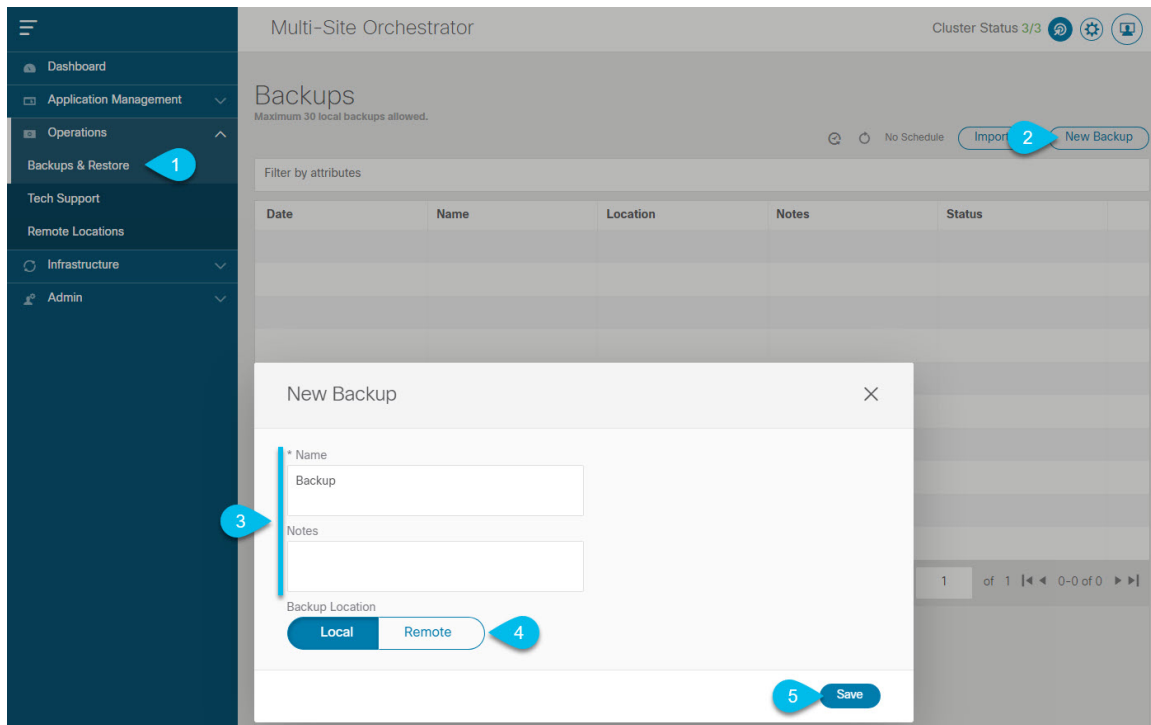 Multi-Site Orchestrator
Cluster Status 3/3
Dashboard
Application Management
Operations
Backups & Restore
1
Tech Support
Remote Locations
Infrastructure
Admin
Backups
Maximum 30 local backups allowed.
No Schedule
Import
2
New Backup
Filter by attributes
Date Name Location Notes Status
New Backup
* Name
Backup
3
Notes
Backup Location
Local Remote
4
5
Save
1 of 1 0-0 of 0